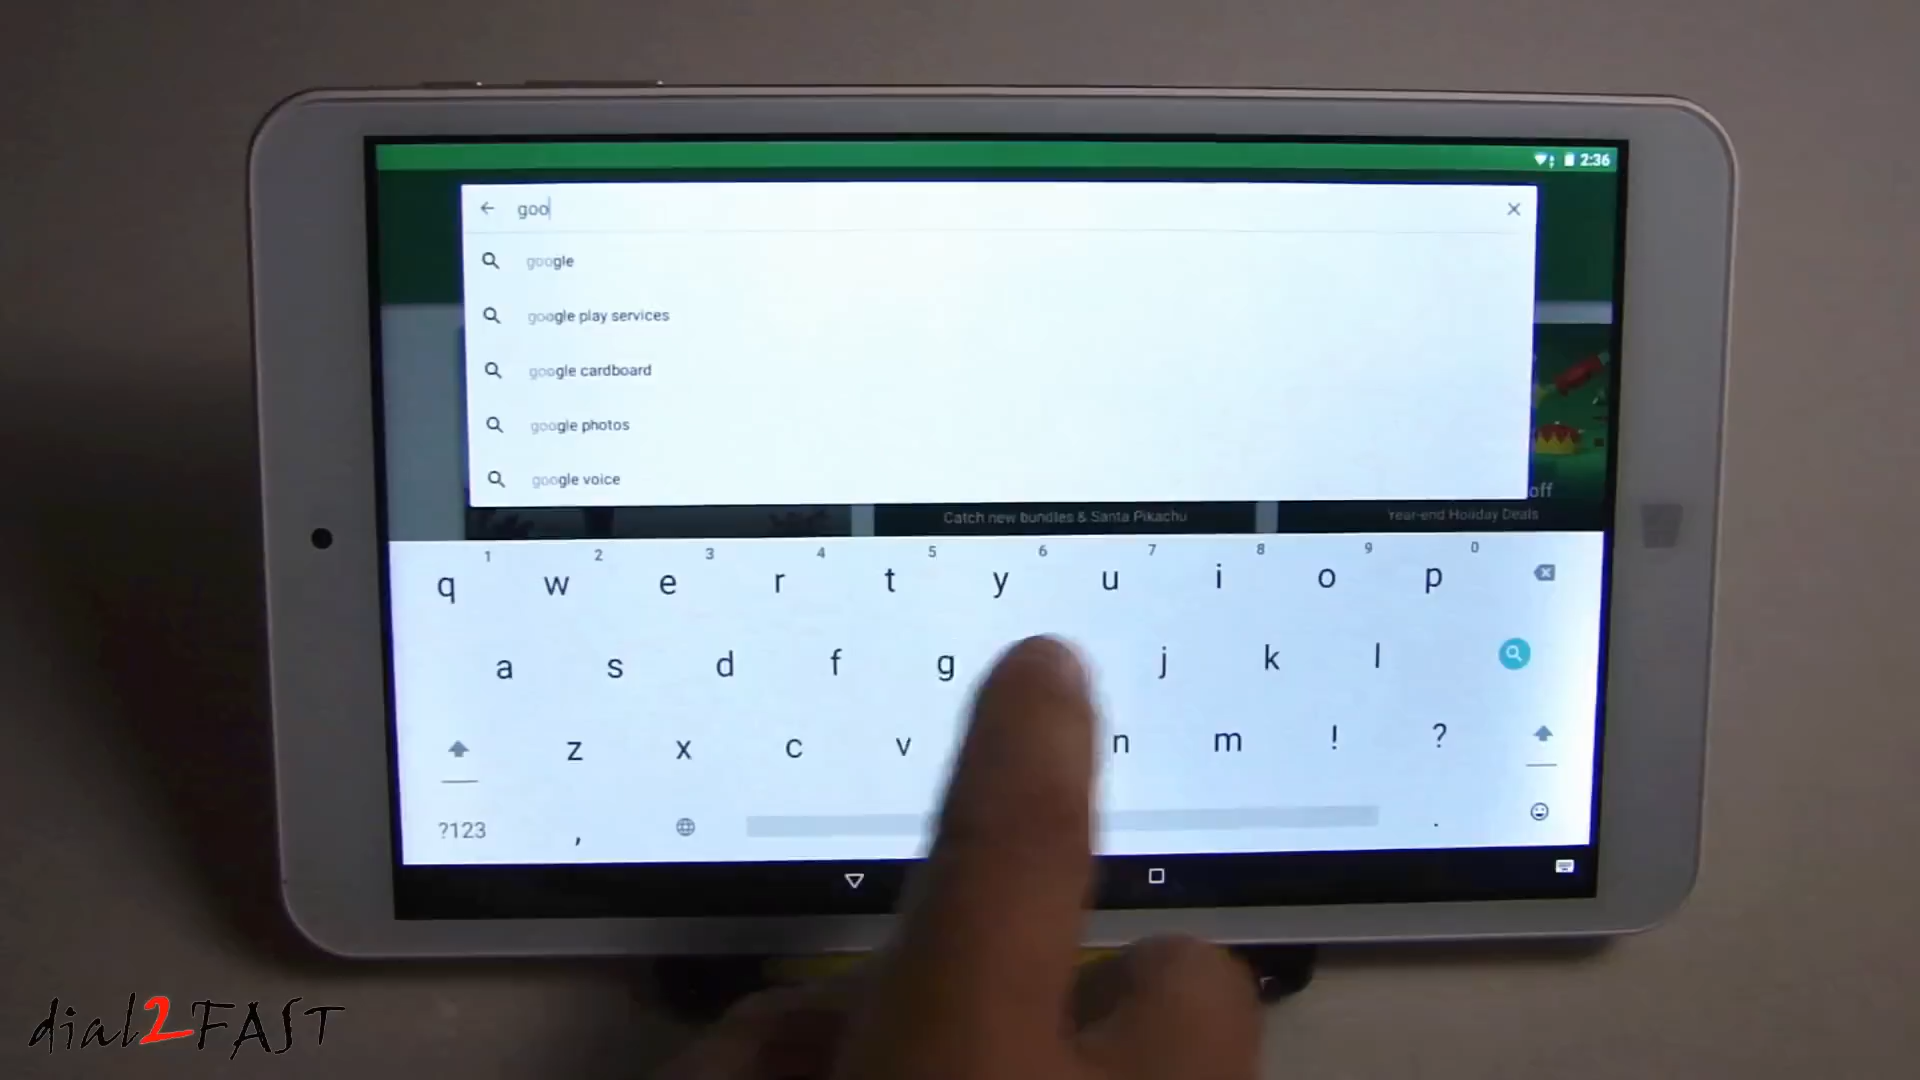 2:36
goo
google
google play services
google cardboard
google photos
google voice
off
Catch new bundles & Santa Pikachu
Year-end Holiday Deals
1 2 3 4 5 6 7 8 9 0
q w e r t y u i o p
a s d f g j k l
z x c v n m ! ?
?123 , .
dial2FAST